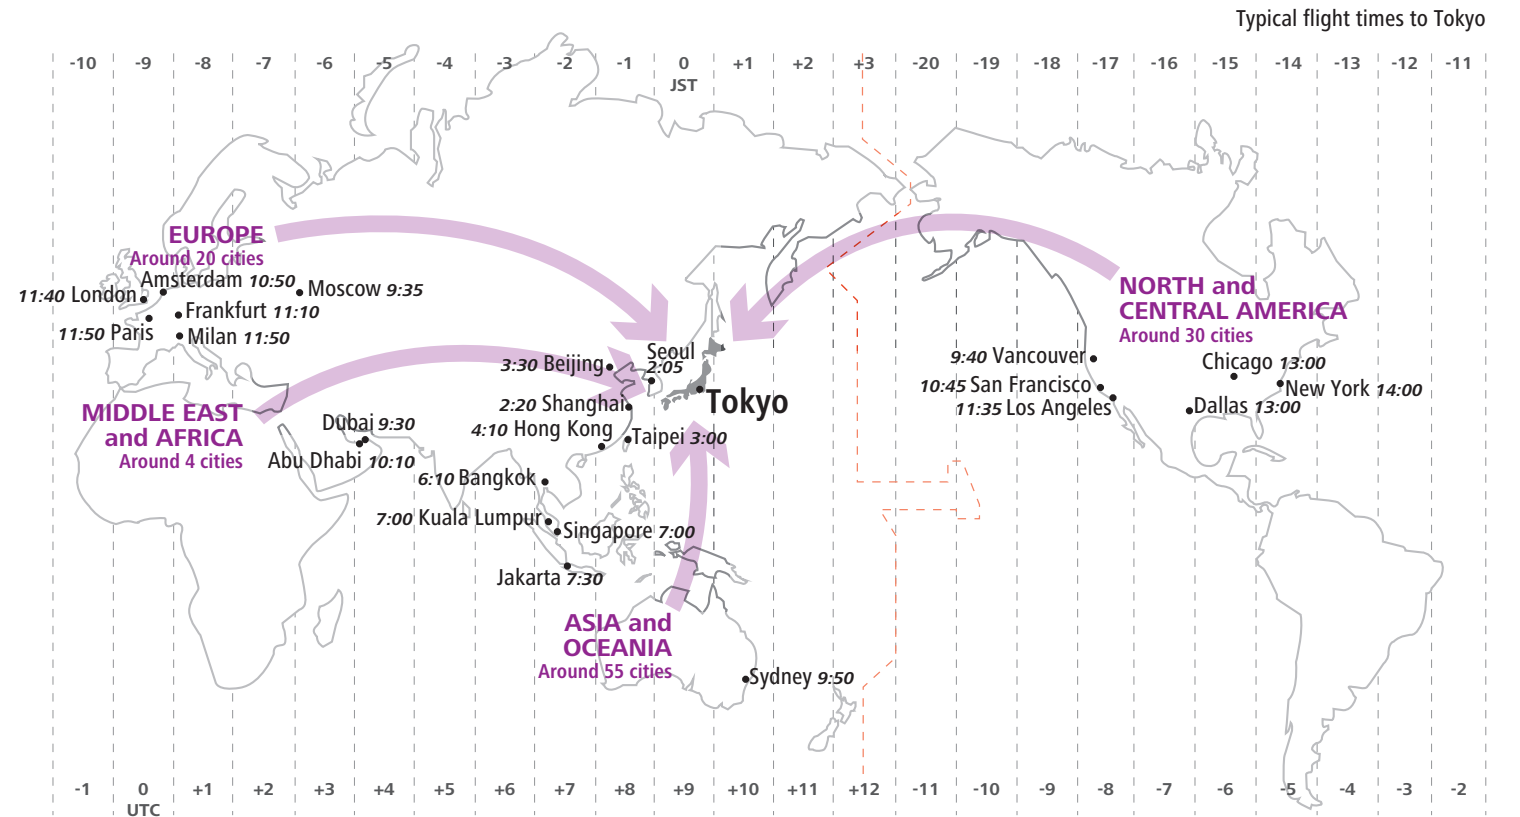 Typical flight times to Tokyo
-10 -9 -8 -7 -6 -5 -4 -3 -2 -1 0 +1 +2 +3 -20 -19 -18 -17 -16 -15 -14 -13 -12 -11
JST
EUROPE
Around 20 cities
Amsterdam 10:50
Moscow 9:35
11:40 London
Frankfurt 11:10
11:50 Paris
Milan 11:50
NORTH and
CENTRAL AMERICA
Around 30 cities
Seoul
2:05
3:30 Beijing
9:40 Vancouver
Chicago 13:00
10:45 San Francisco
New York 14:00
11:35 Los Angeles
Dallas 13:00
Tokyo
2:20 Shanghai
4:10 Hong Kong
Taipei 3:00
MIDDLE EAST
and AFRICA
Around 4 cities
Dubai 9:30
Abu Dhabi 10:10
6:10 Bangkok
7:00 Kuala Lumpur
Singapore 7:00
Jakarta 7:30
ASIA and
OCEANIA
Around 55 cities
Sydney 9:50
-1 0 +1 +2 +3 +4 +5 +6 +7 +8 +9 +10 +11 +12 -11 -10 -9 -8 -7 -6 -5 -4 -3 -2
UTC